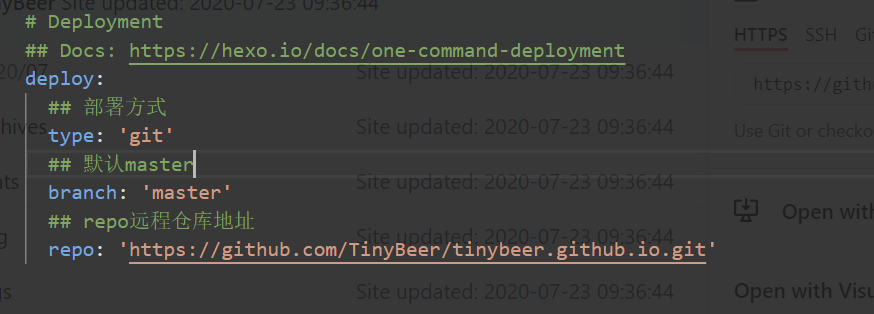 nyBeer Site updated: 2020-07-23 09:36:44
# Deployment
## Docs: https://hexo.io/docs/one-command-deployment
HTTPS SSH Git
20/07 Site updated: 2020-07-23 09:36:44
deploy:
https://gith
## 部署方式
chives Site updated: 2020-07-23 09:36:44
type: 'git'
Use Git or checko
## 默认master
nts Site updated: 2020-07-23 09:36:44
branch: 'master'
Open with
## repo远程仓库地址
g Site updated: 2020-07-23 09:36:44
repo: 'https://github.com/TinyBeer/tinybeer.github.io.git'
gs Site updated: 2020-07-23 09:36:44
Open with Visu